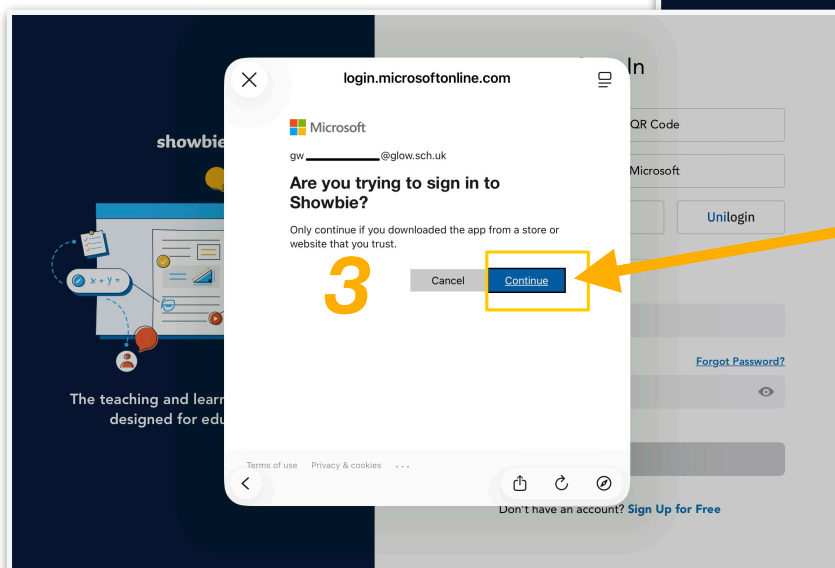 login.microsoftonline.com
Microsoft
gw @glow.sch.uk
Are you trying to sign in to
Showbie?
Only continue if you downloaded the app from a store or
website that you trust.
3
Cancel
Continue
Terms of use Privacy & cookies ...
showbie
x + y =
The teaching and lear
designed for edu
In
QR Code
Microsoft
Unilogin
Forgot Password?
Don't have an account? Sign Up for Free